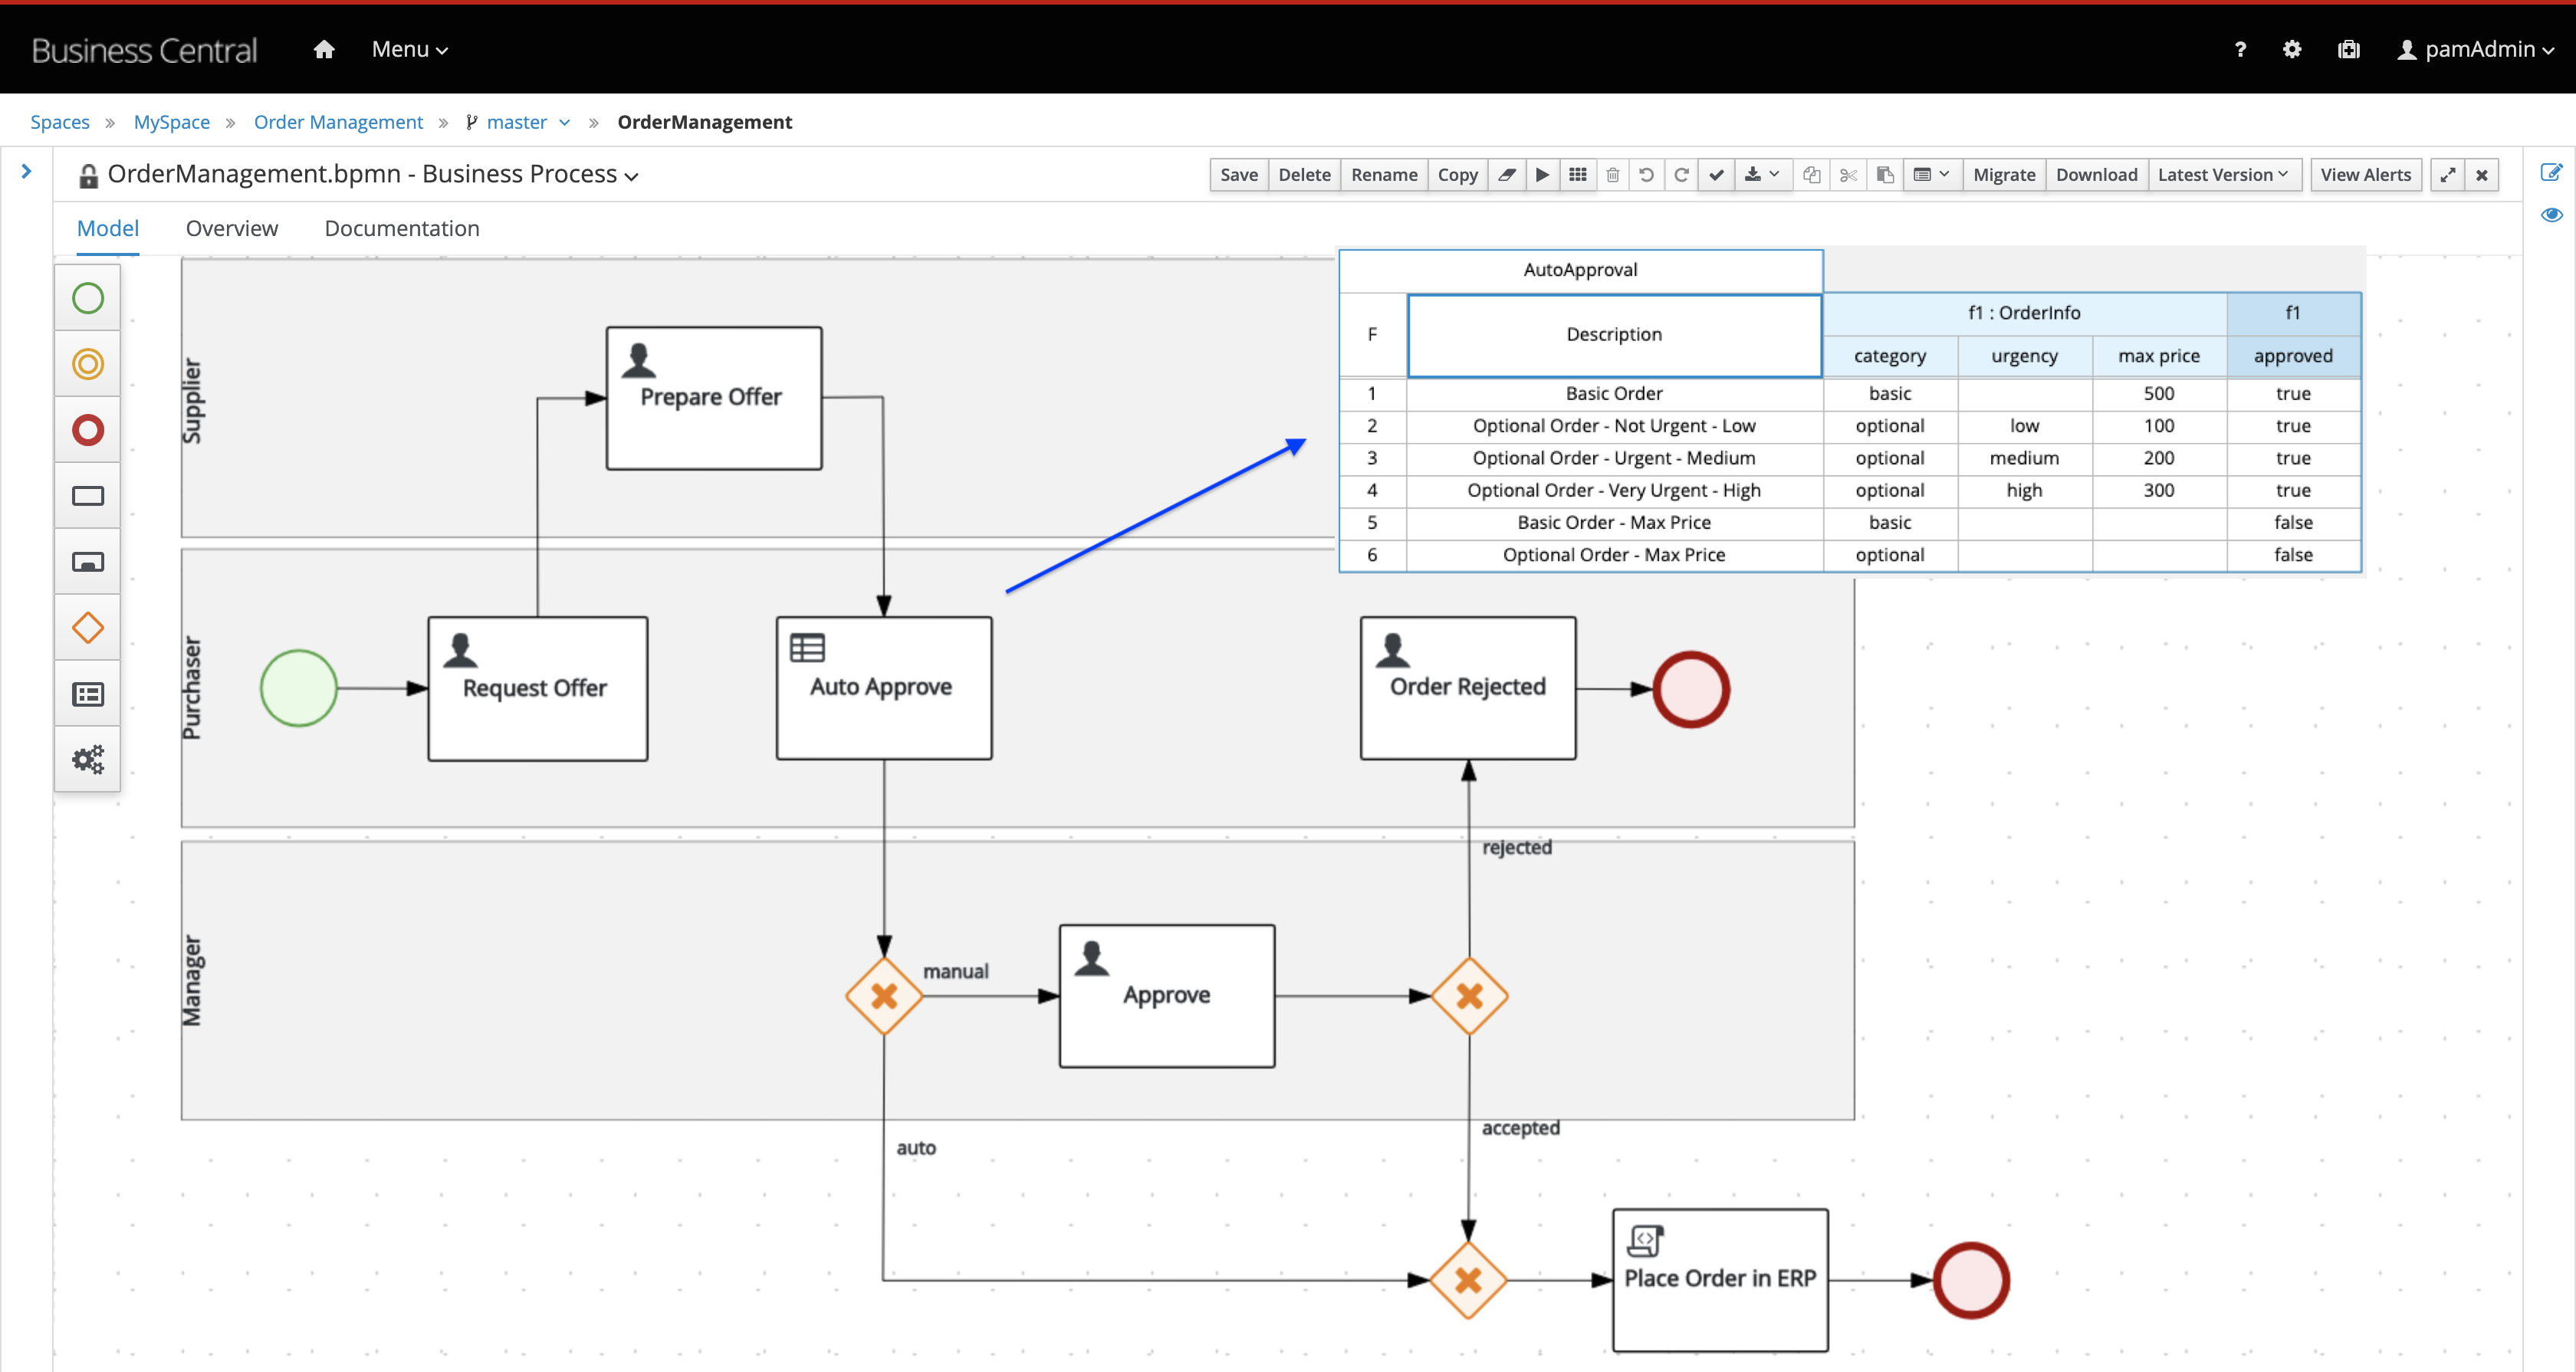 Business Central Menu ? pamAdmin
Spaces » MySpace » Order Management » master » OrderManagement
OrderManagement.bpmn - Business Process
Save Delete Rename Copy Migrate Download Latest Version View Alerts
Model Overview Documentation
AutoApproval
F Description f1 : OrderInfo f1
category urgency max price approved
1 Basic Order basic 500 true
2 Optional Order - Not Urgent - Low optional low 100 true
3 Optional Order - Urgent - Medium optional medium 200 true
4 Optional Order - Very Urgent - High optional high 300 true
5 Basic Order - Max Price basic false
6 Optional Order - Max Price optional false
Supplier
Prepare Offer
Purchaser
Request Offer
Auto Approve
Order Rejected
rejected
Manager
manual
Approve
accepted
auto
Place Order in ERP